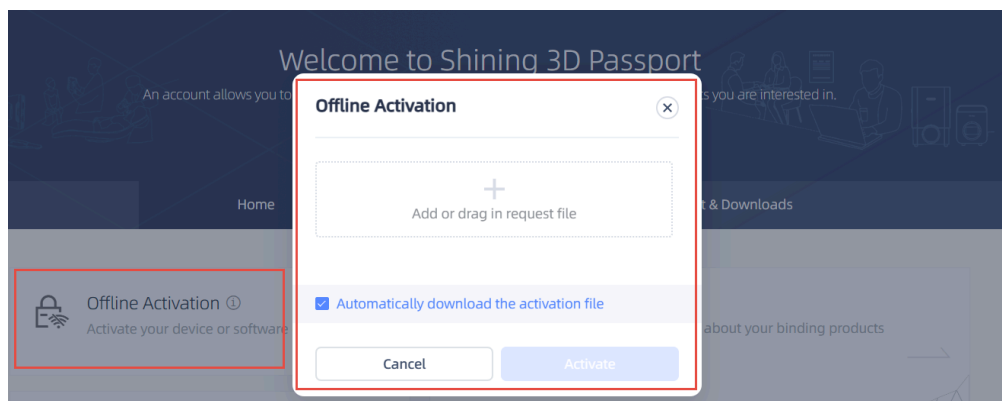 Welcome to Shining 3D Passport
An account allows you to
s you are interested in.
Offline Activation
Add or drag in request file
Home
t & Downloads
Offline Activation
Activate your device or software
Automatically download the activation file
about your binding products
Cancel
Activate